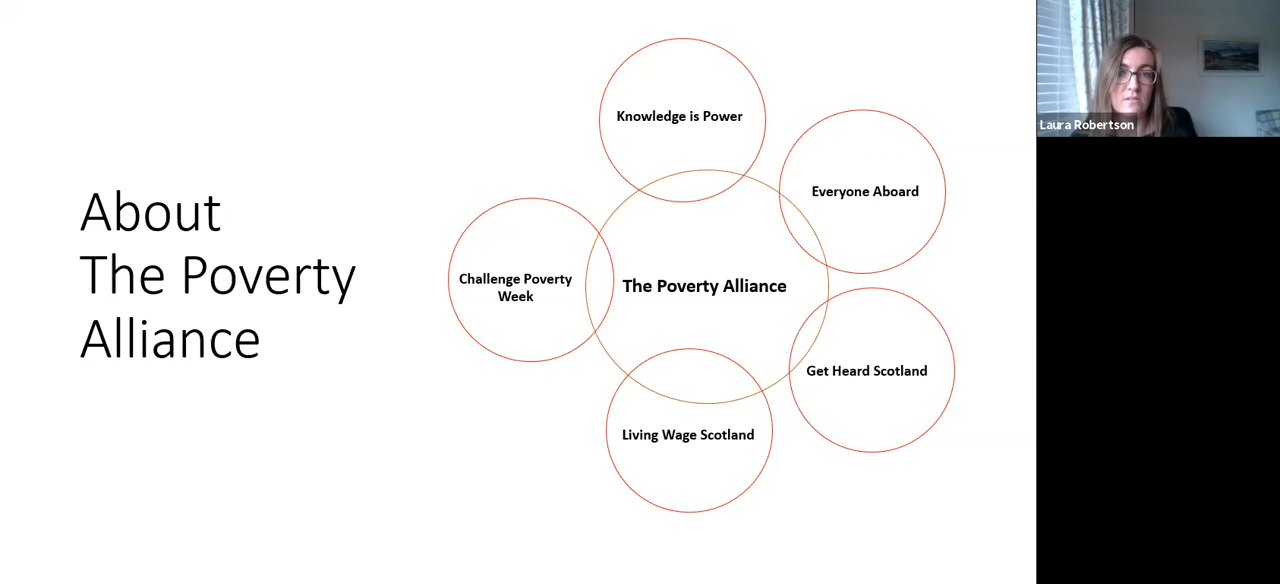 About
The Poverty
Alliance
Knowledge is Power
Everyone Aboard
Challenge Poverty
Week
The Poverty Alliance
Get Heard Scotland
Living Wage Scotland
Laura Robertson